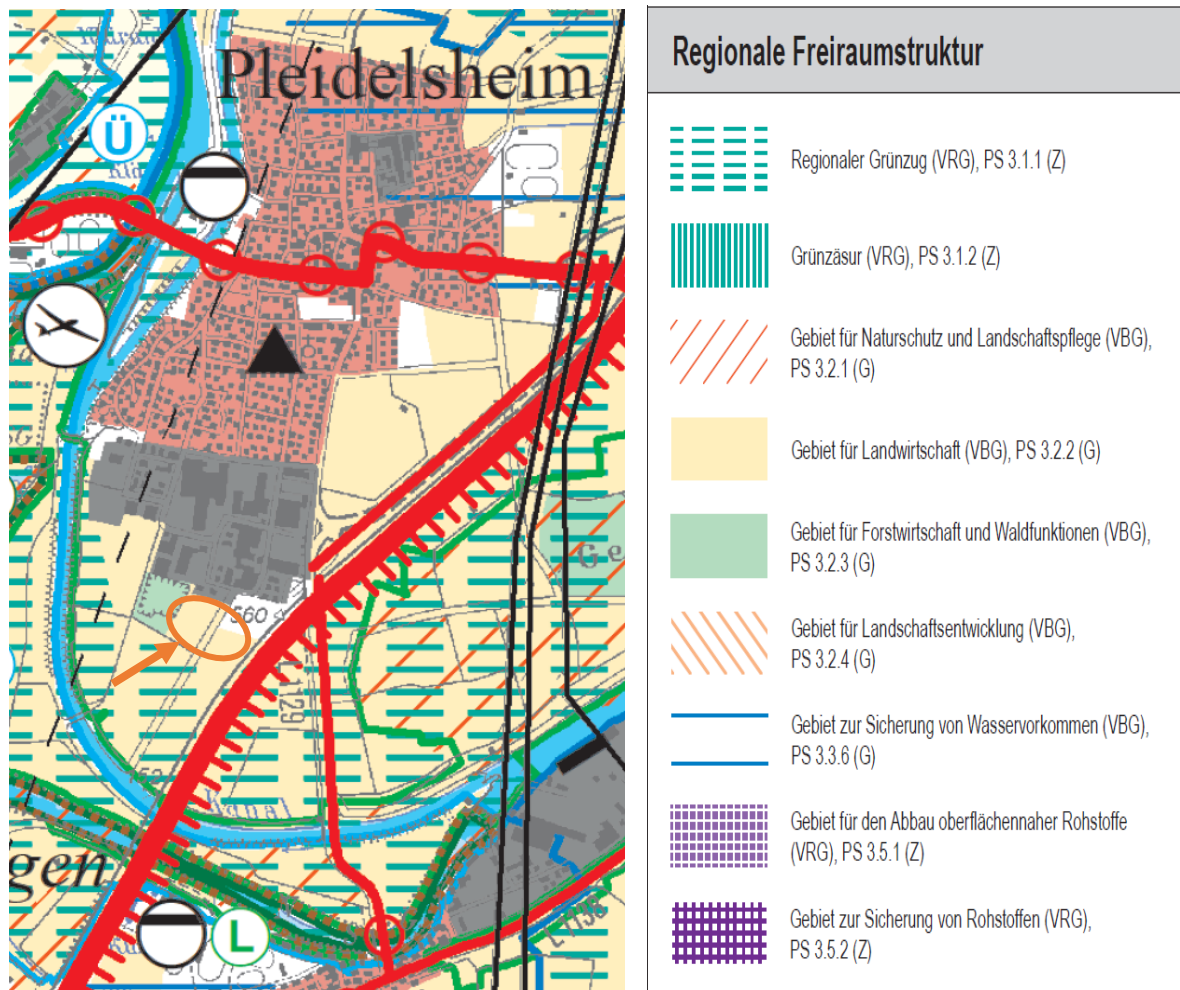 Pleidelsheim
Ü
560
L 1129
Kanal
gen
L
L 1138
Regionale Freiraumstruktur
Regionaler Grünzug (VRG), PS 3.1.1 (Z)
Grünzäsur (VRG), PS 3.1.2 (Z)
Gebiet für Naturschutz und Landschaftspflege (VBG),
PS 3.2.1 (G)
Gebiet für Landwirtschaft (VBG), PS 3.2.2 (G)
Gebiet für Forstwirtschaft und Waldfunktionen (VBG),
PS 3.2.3 (G)
Gebiet für Landschaftsentwicklung (VBG),
PS 3.2.4 (G)
Gebiet zur Sicherung von Wasservorkommen (VBG),
PS 3.3.6 (G)
Gebiet für den Abbau oberflächennaher Rohstoffe
(VRG), PS 3.5.1 (Z)
Gebiet zur Sicherung von Rohstoffen (VRG),
PS 3.5.2 (Z)